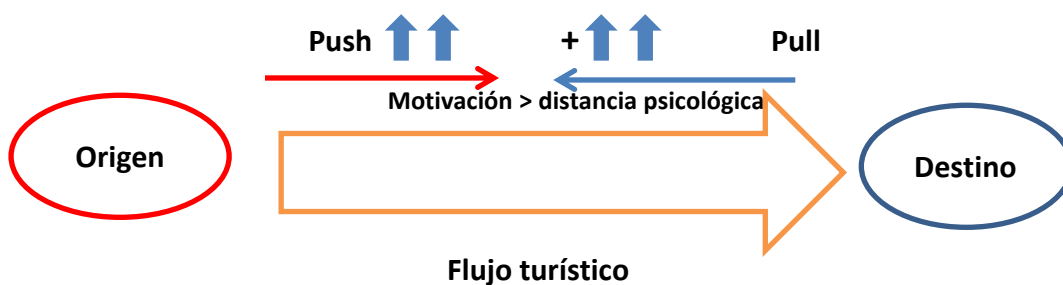 Push + Pull
Motivación > distancia psicológica
Origen
Destino
Flujo turístico